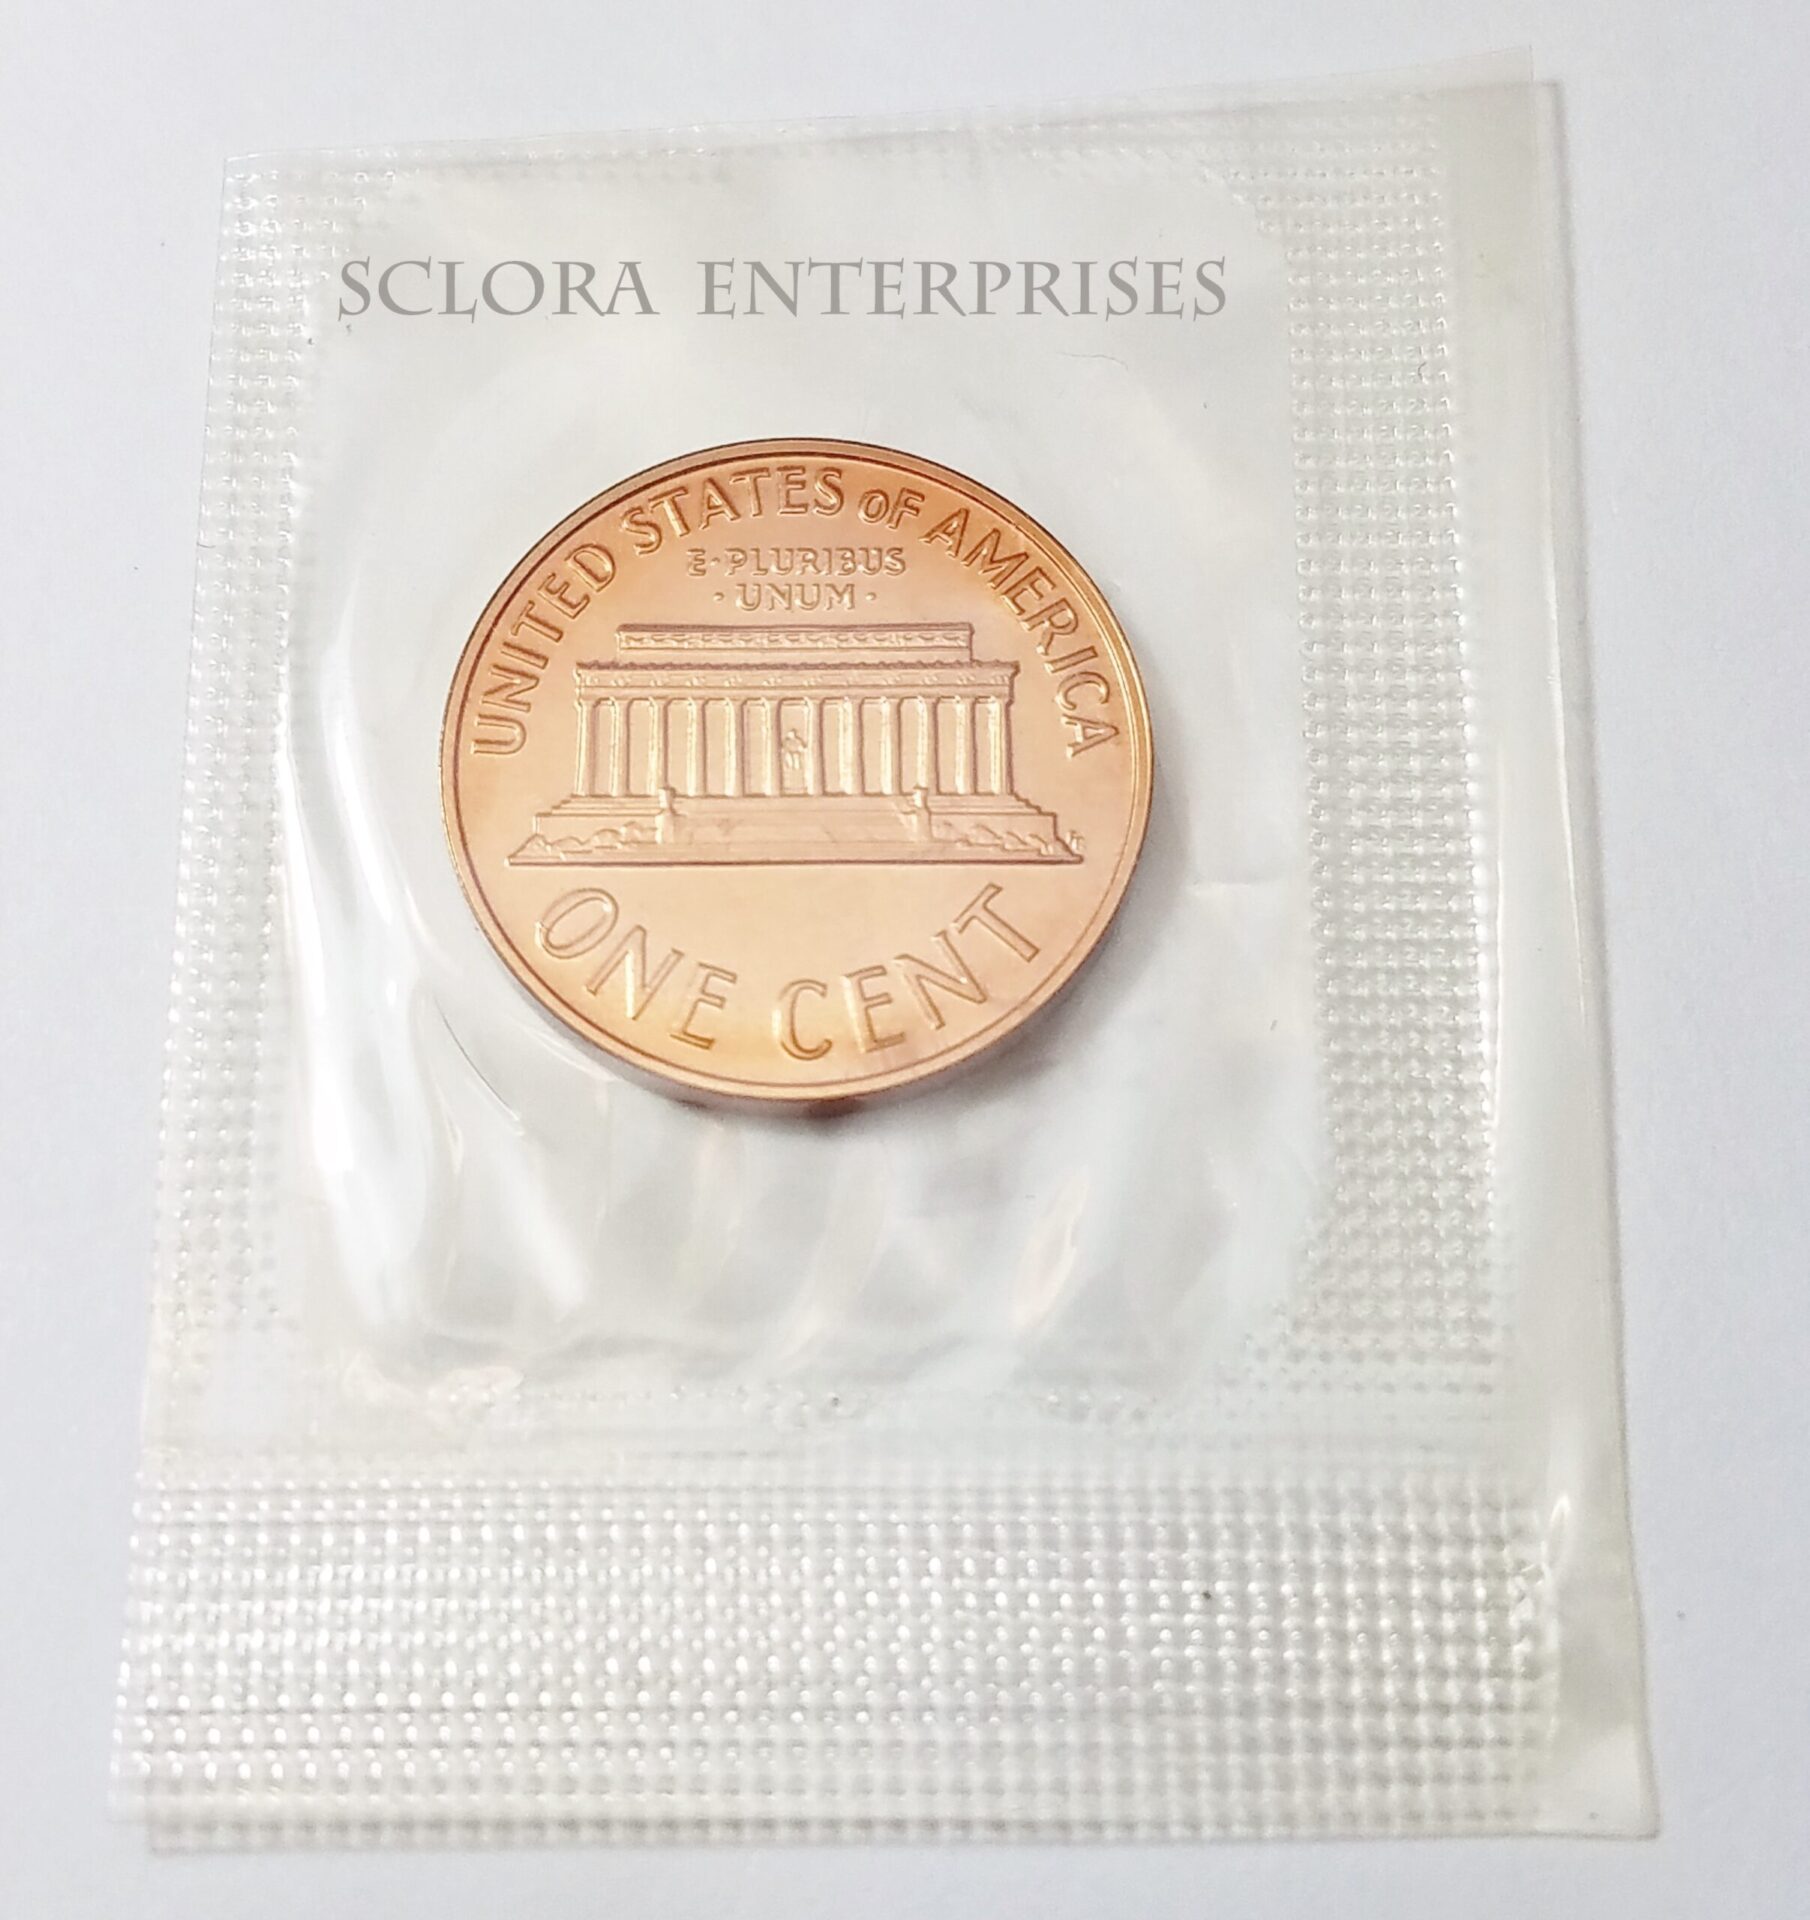 SCLORA ENTERPRISES
UNITED STATES OF AMERICA
E·PLURIBUS
·UNUM·
ONE CENT